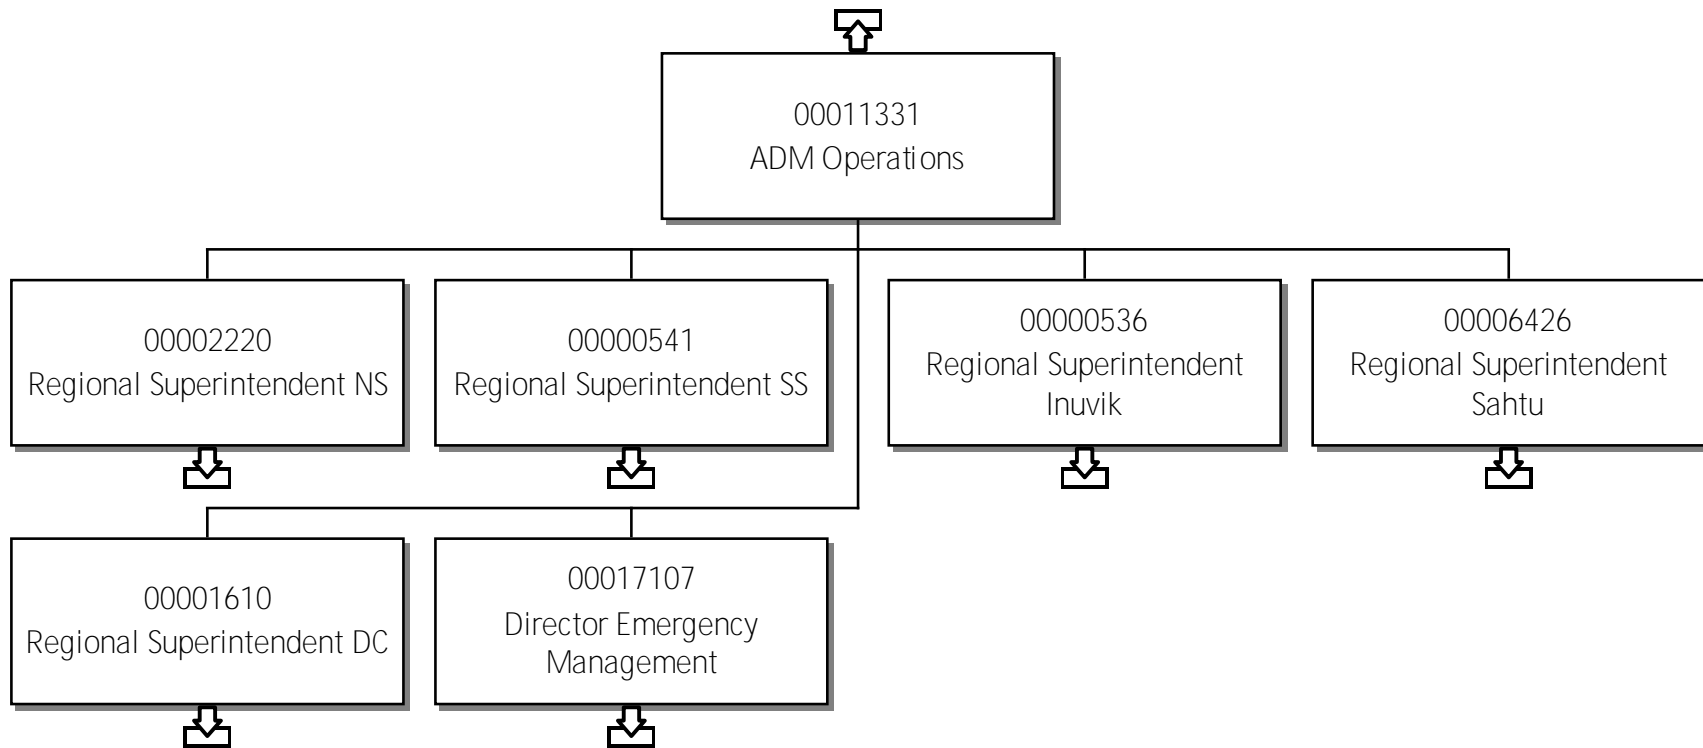 00011331
ADM Operations
00002220
Regional Superintendent NS
00000541
Regional Superintendent SS
00000536
Regional Superintendent
Inuvik
00006426
Regional Superintendent
Sahtu
00001610
Regional Superintendent DC
00017107
Director Emergency
Management